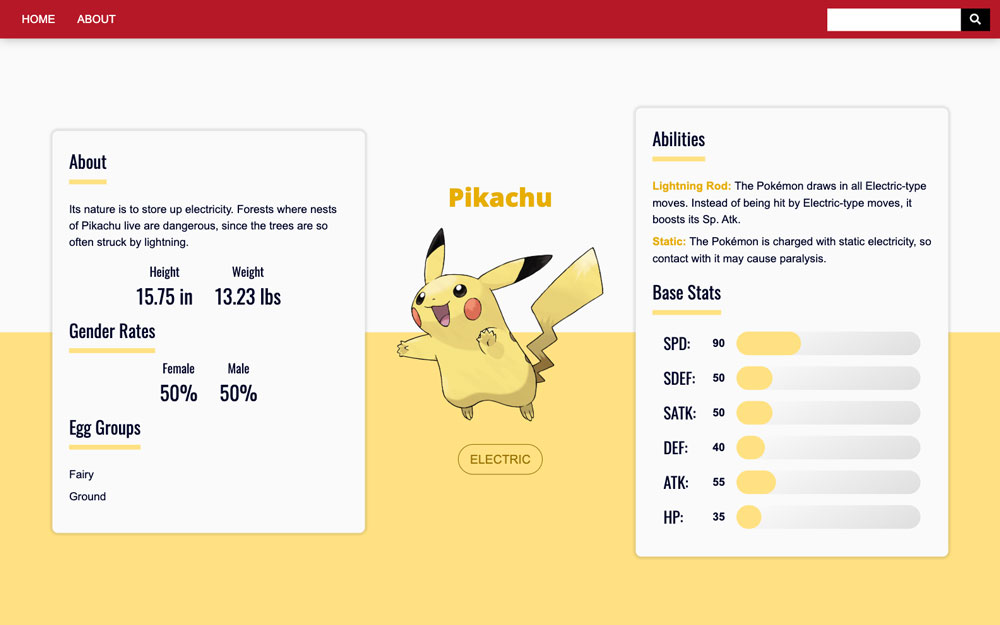 HOME ABOUT
About
Its nature is to store up electricity. Forests where nests
of Pikachu live are dangerous, since the trees are so
often struck by lightning.
Height Weight
15.75 in 13.23 lbs
Gender Rates
Female Male
50% 50%
Egg Groups
Fairy
Ground
Pikachu
ELECTRIC
Abilities
Lightning Rod: The Pokémon draws in all Electric-type
moves. Instead of being hit by Electric-type moves, it
boosts its Sp. Atk.
Static: The Pokémon is charged with static electricity, so
contact with it may cause paralysis.
Base Stats
SPD: 90
SDEF: 50
SATK: 50
DEF: 40
ATK: 55
HP: 35